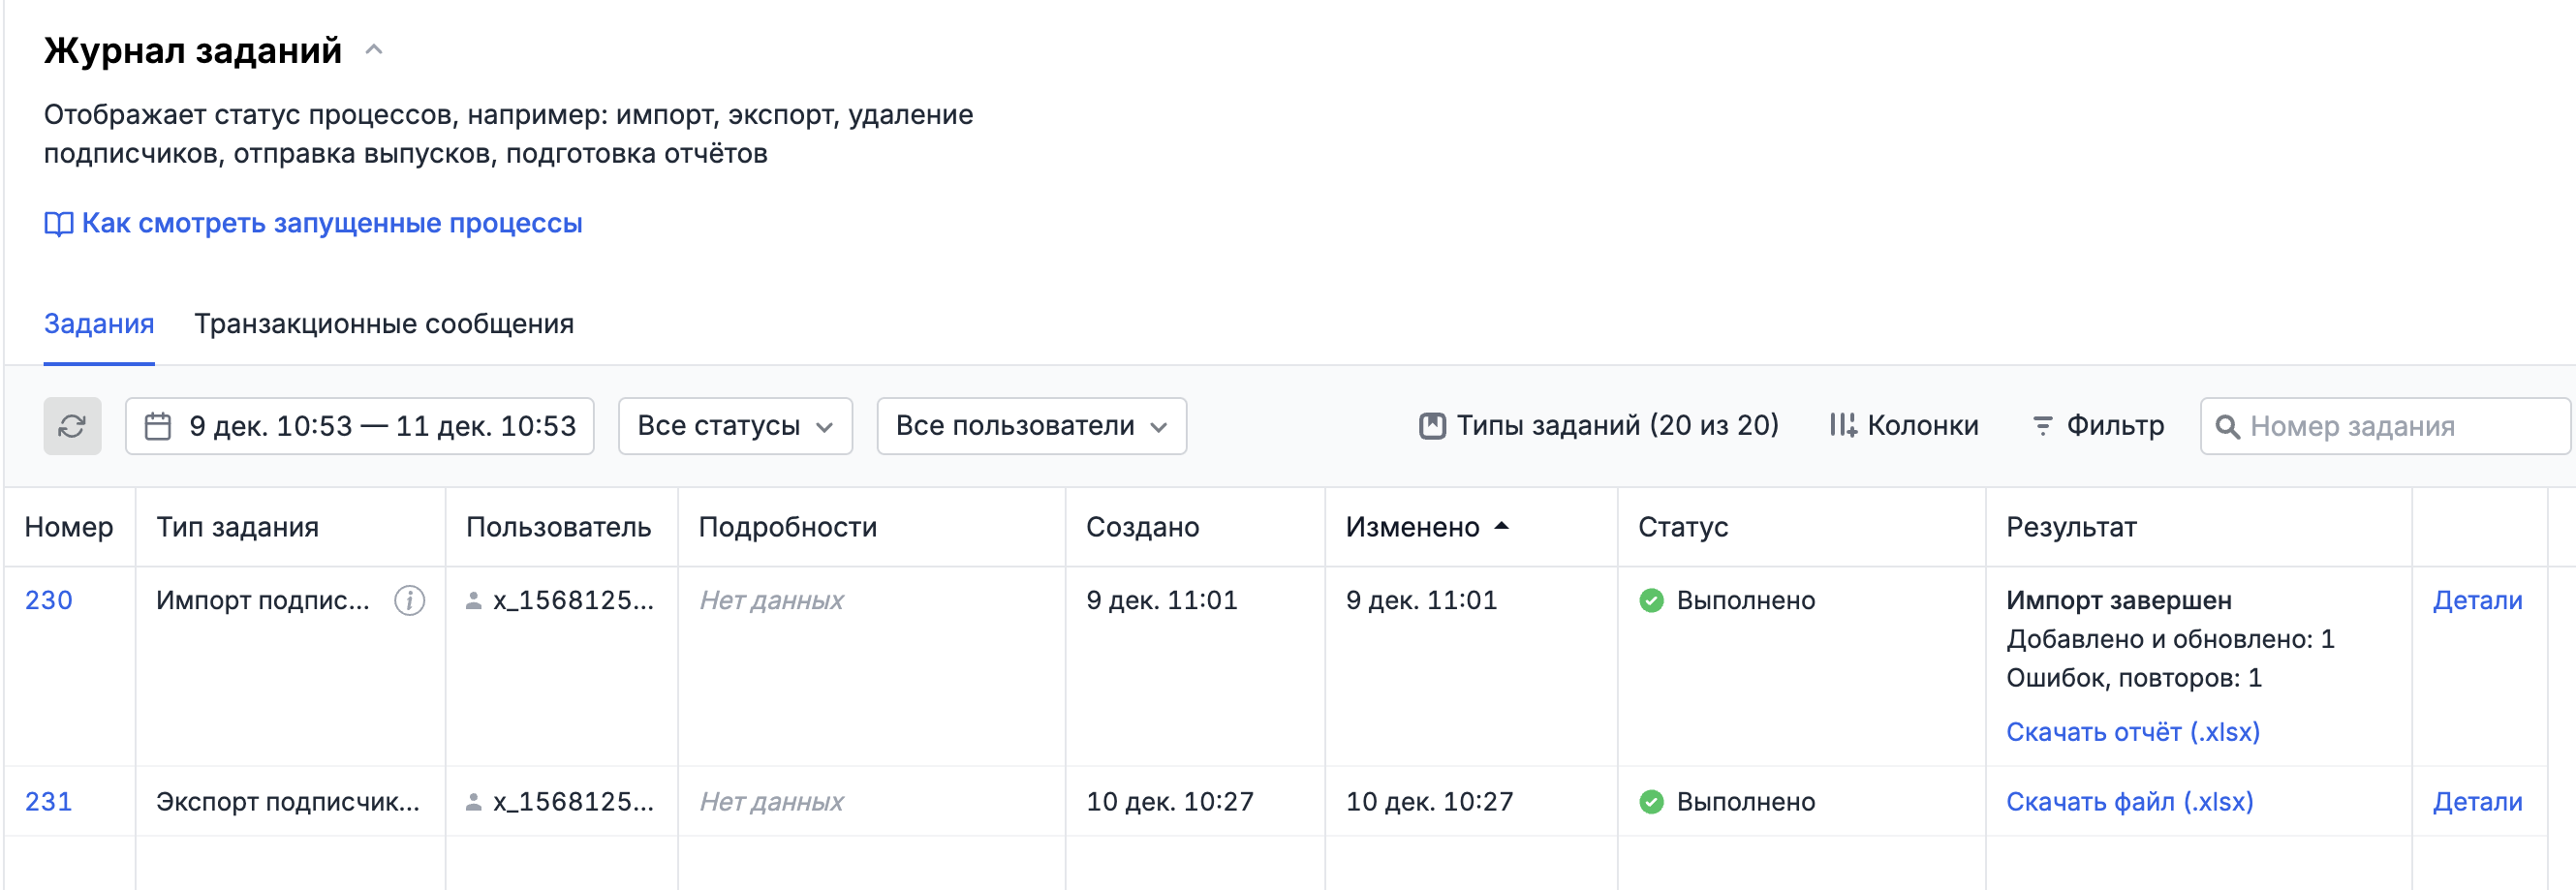 Журнал заданий
Отображает статус процессов, например: импорт, экспорт, удаление
подписчиков, отправка выпусков, подготовка отчётов
Как смотреть запущенные процессы
Задания Транзакционные сообщения
9 дек. 10:53 — 11 дек. 10:53 Все статусы Все пользователи Типы заданий (20 из 20) Колонки Фильтр Номер задания
Номер Тип задания Пользователь Подробности Создано Изменено Статус Результат
230 Импорт подпис... x_1568125... Нет данных 9 дек. 11:01 9 дек. 11:01 Выполнено Импорт завершен Детали
Добавлено и обновлено: 1
Ошибок, повторов: 1
Скачать отчёт (.xlsx)
231 Экспорт подписчик... x_1568125... Нет данных 10 дек. 10:27 10 дек. 10:27 Выполнено Скачать файл (.xlsx) Детали